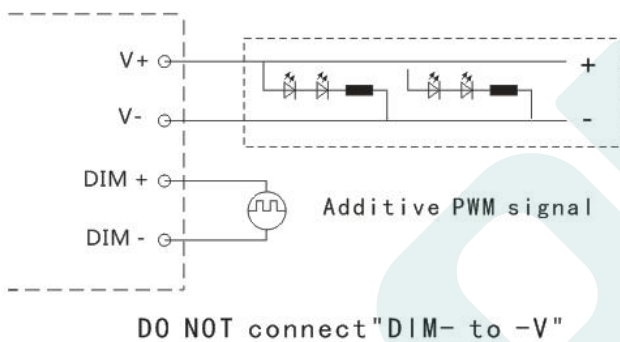 V+
+
V-
-
DIM +
Additive PWM signal
DIM -
DO NOT connect"DIM- to -V"